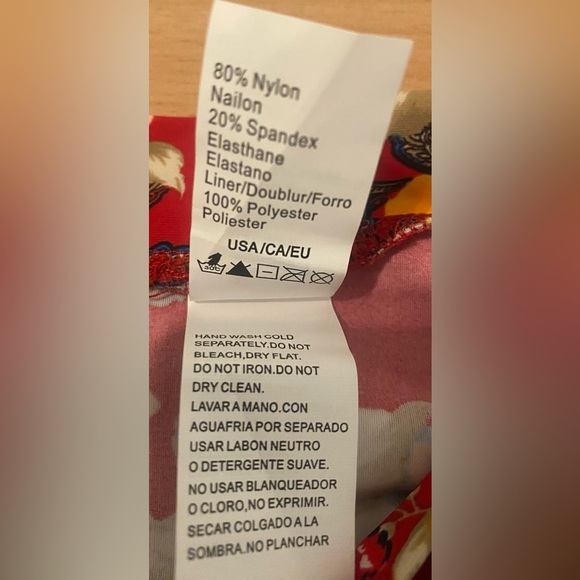 80% Nylon
Nailon
20% Spandex
Elasthane
Elastano
Liner/Doublur/Forro
100% Polyester
Poliester
USA/CA/EU
30C
HAND WASH COLD
SEPARATELY.DO NOT
BLEACH,DRY FLAT.
DO NOT IRON.DO NOT
DRY CLEAN.
LAVAR A MANO.CON
AGUAFRIA POR SEPARADO
USAR LABON NEUTRO
O DETERGENTE SUAVE.
NO USAR BLANQUEADOR
O CLORO,NO EXPRIMIR.
SECAR COLGADO A LA
SOMBRA.NO PLANCHAR